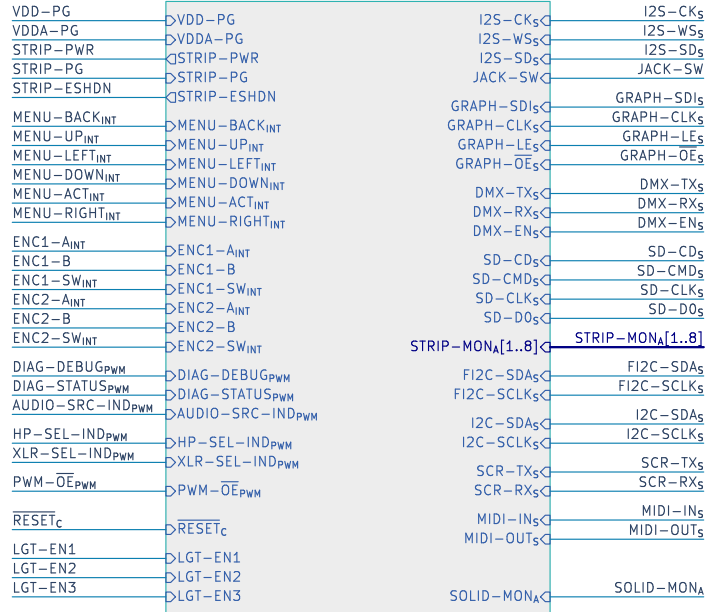 VDD-PG
VDDA-PG
STRIP-PWR
STRIP-PG
STRIP-ESHDN
MENU-BACKINT
MENU-UPINT
MENU-LEFTINT
MENU-DOWNINT
MENU-ACTINT
MENU-RIGHTINT
ENC1-AINT
ENC1-B
ENC1-SWINT
ENC2-AINT
ENC2-B
ENC2-SWINT
DIAG-DEBUGPWM
DIAG-STATUSPWM
AUDIO-SRC-INDPWM
HP-SEL-INDPWM
XLR-SEL-INDPWM
PWM-OEPWM
RESETC
LGT-EN1
LGT-EN2
LGT-EN3
VDD-PG
VDDA-PG
STRIP-PWR
STRIP-PG
STRIP-ESHDN
MENU-BACKINT
MENU-UPINT
MENU-LEFTINT
MENU-DOWNINT
MENU-ACTINT
MENU-RIGHTINT
ENC1-AINT
ENC1-B
ENC1-SWINT
ENC2-AINT
ENC2-B
ENC2-SWINT
DIAG-DEBUGPWM
DIAG-STATUSPWM
AUDIO-SRC-INDPWM
HP-SEL-INDPWM
XLR-SEL-INDPWM
PWM-OEPWM
RESETC
LGT-EN1
LGT-EN2
LGT-EN3
I2S-CKS
I2S-WSS
I2S-SDS
JACK-SW
GRAPH-SDIS
GRAPH-CLKS
GRAPH-LES
GRAPH-OES
DMX-TXS
DMX-RXS
DMX-ENS
SD-CDS
SD-CMDS
SD-CLKS
SD-D0S
STRIP-MONA[1..8]
FI2C-SDAS
FI2C-SCLKS
I2C-SDAS
I2C-SCLKS
SCR-TXS
SCR-RXS
MIDI-INS
MIDI-OUTS
SOLID-MONA
I2S-CKS
I2S-WSS
I2S-SDS
JACK-SW
GRAPH-SDIS
GRAPH-CLKS
GRAPH-LES
GRAPH-OES
DMX-TXS
DMX-RXS
DMX-ENS
SD-CDS
SD-CMDS
SD-CLKS
SD-D0S
STRIP-MONA[1..8]
FI2C-SDAS
FI2C-SCLKS
I2C-SDAS
I2C-SCLKS
SCR-TXS
SCR-RXS
MIDI-INS
MIDI-OUTS
SOLID-MONA